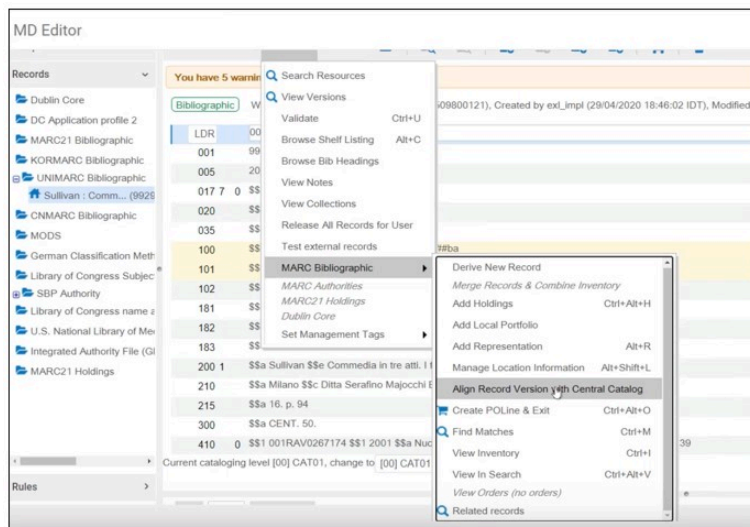 MD Editor
Records
Dublin Core
DC Application profile 2
MARC21 Bibliographic
KORMARC Bibliographic
UNIMARC Bibliographic
Sullivan : Comm... (9929
CNMARC Bibliographic
MODS
German Classification Meth
Library of Congress Subjec
SBP Authority
Library of Congress name a
U.S. National Library of Me
Integrated Authority File (GI
MARC21 Holdings
Rules
You have 5 warnin
Bibliographic W 509800121), Created by exl_impl (29/04/2020 18:46:02 IDT), Modified
LDR 00
001 99
005 20
017 7 0 $$
020 $$
035 $$
100 $$ ##ba
101 $$
102 $$
181 $$
182 $$
183 $$
200 1 $$a Sullivan $$e Commedia in tre atti. I f
210 $$a Milano $$c Ditta Serafino Majocchi E
215 $$a 16. p. 94
300 $$a CENT. 50.
410 0 $$1 001RAV0267174 $$1 2001 $$a Nuo 39
Current cataloging level [00] CAT01, change to [00] CAT01
Search Resources
View Versions
Validate Ctrl+U
Browse Shelf Listing Alt+C
Browse Bib Headings
View Notes
View Collections
Release All Records for User
Test external records
MARC Bibliographic
MARC Authorities
MARC21 Holdings
Dublin Core
Set Management Tags
Derive New Record
Merge Records & Combine Inventory
Add Holdings Ctrl+Alt+H
Add Local Portfolio
Add Representation Alt+R
Manage Location Information Alt+Shift+L
Align Record Version with Central Catalog
Create POLine & Exit Ctrl+Alt+O
Find Matches Ctrl+M
View Inventory Ctrl+I
View In Search Ctrl+Alt+V
View Orders (no orders)
Related records